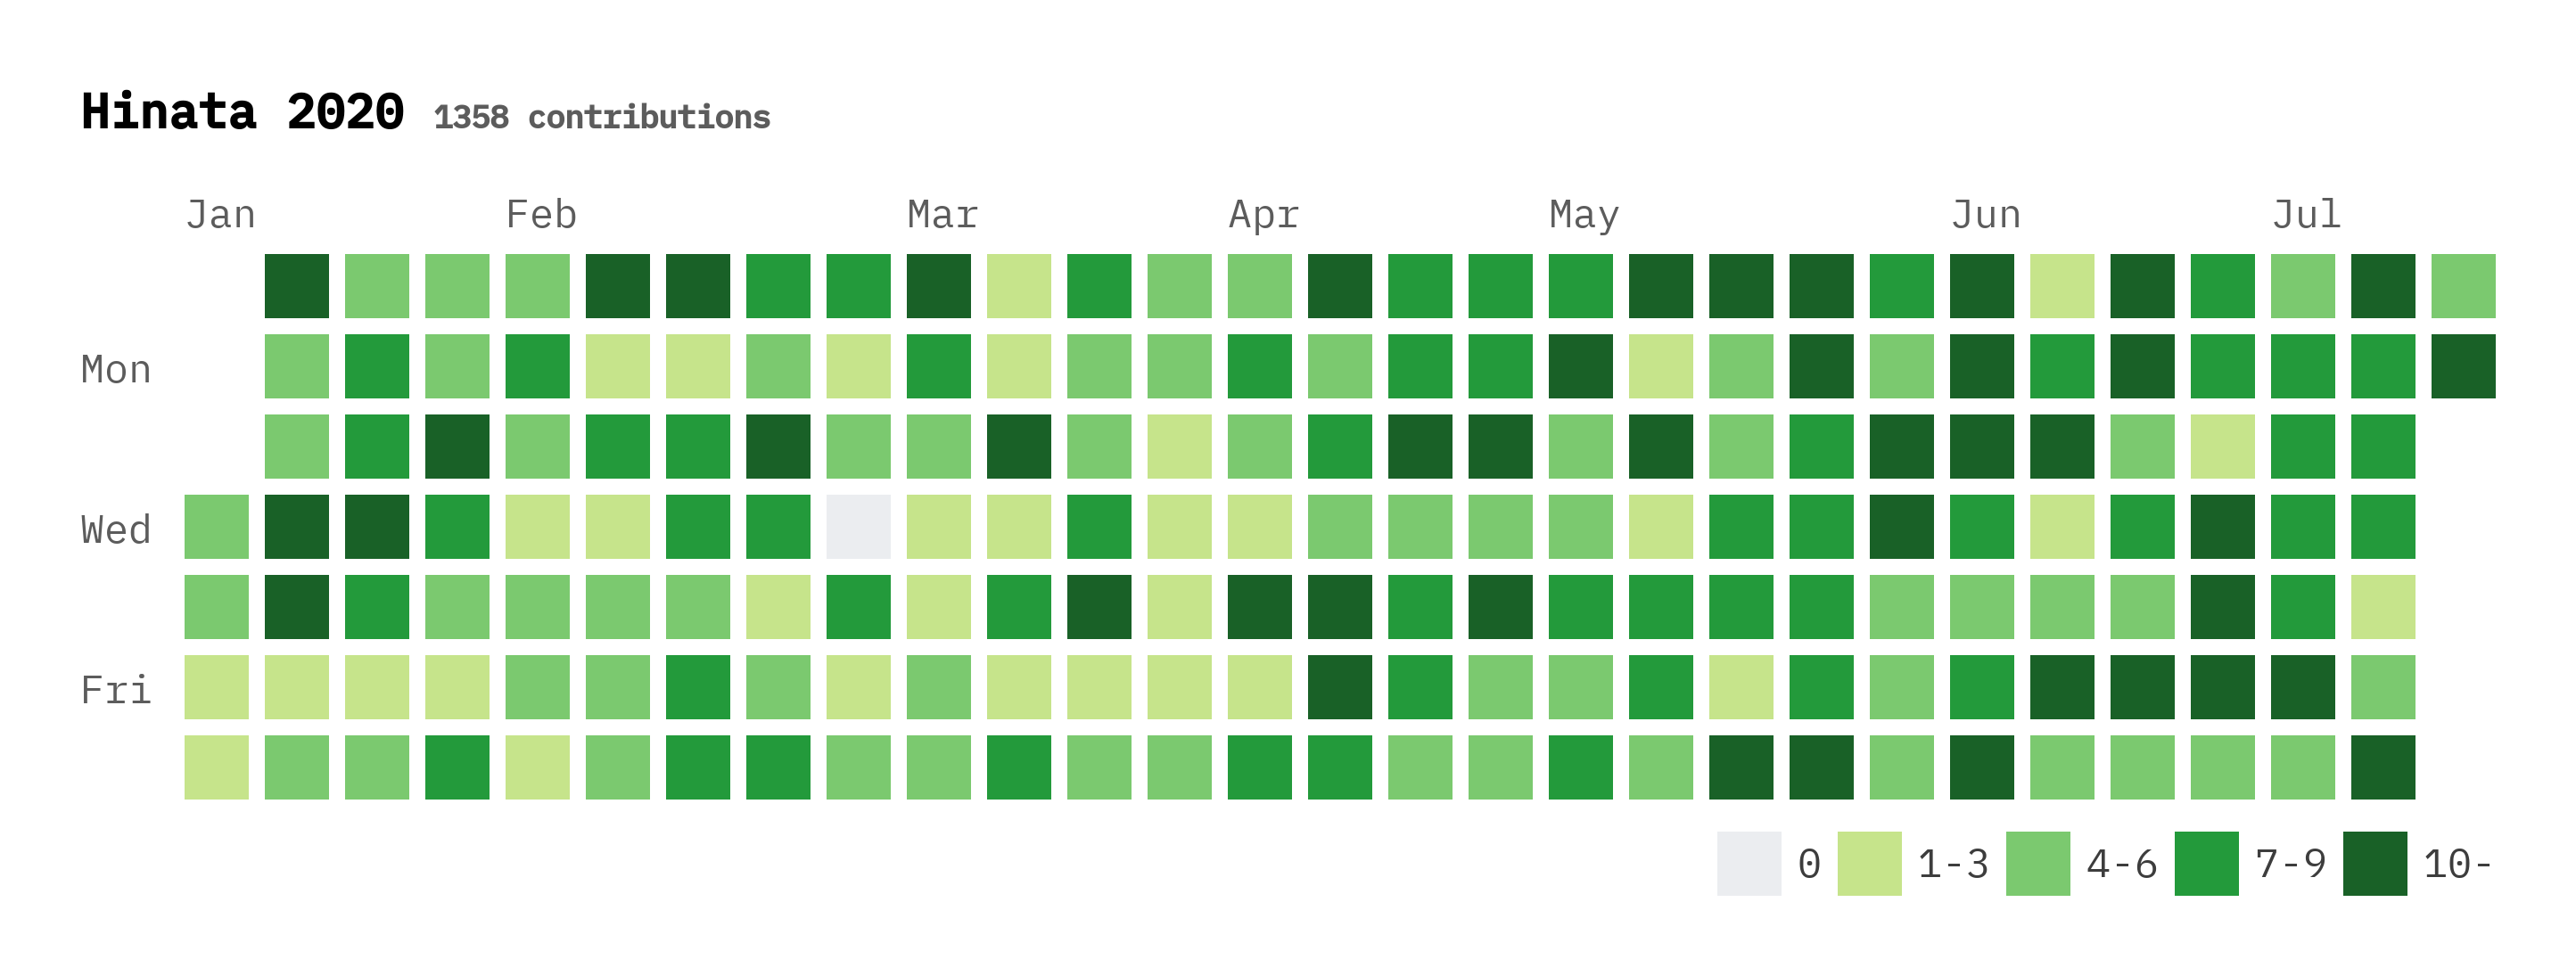 Hinata 2020 1358 contributions
Jan Feb Mar Apr May Jun Jul
Mon
Wed
Fri
0 1-3 4-6 7-9 10-